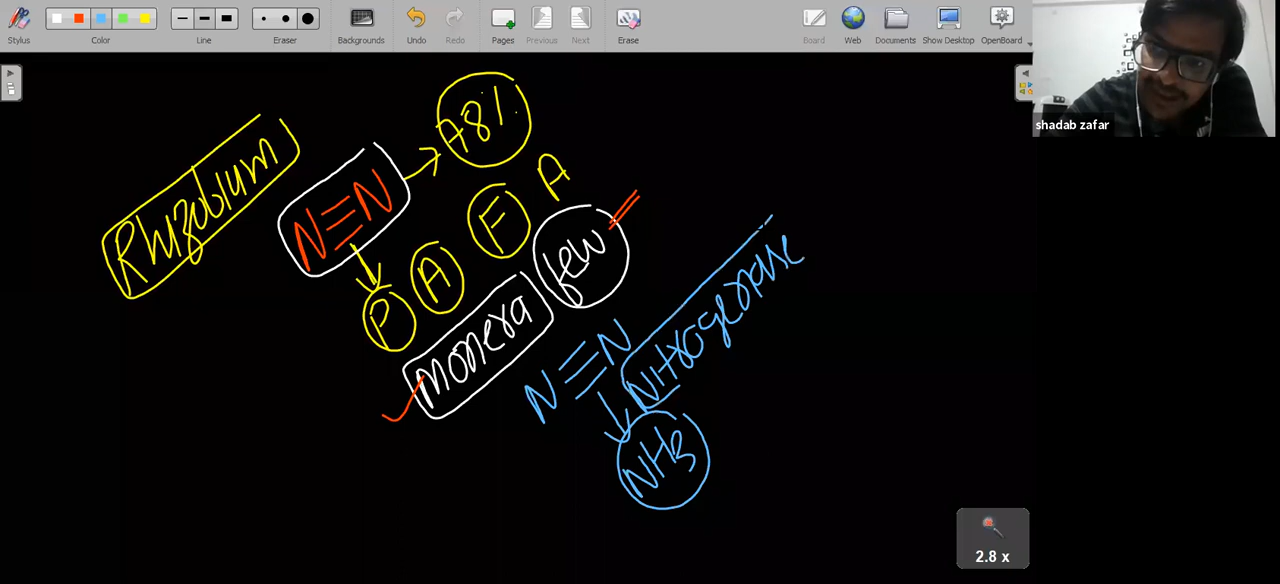 Stylus
Color
Line
Eraser
Backgrounds
Undo
Redo
Pages
Previous
Next
Erase
Board
Web
Documents
Show Desktop
OpenBoard
shadab zafar
Rhizobium
N≡N
A8%
P A F A
monera few
N≡N
Nitrogenase
NH3
2.8 x